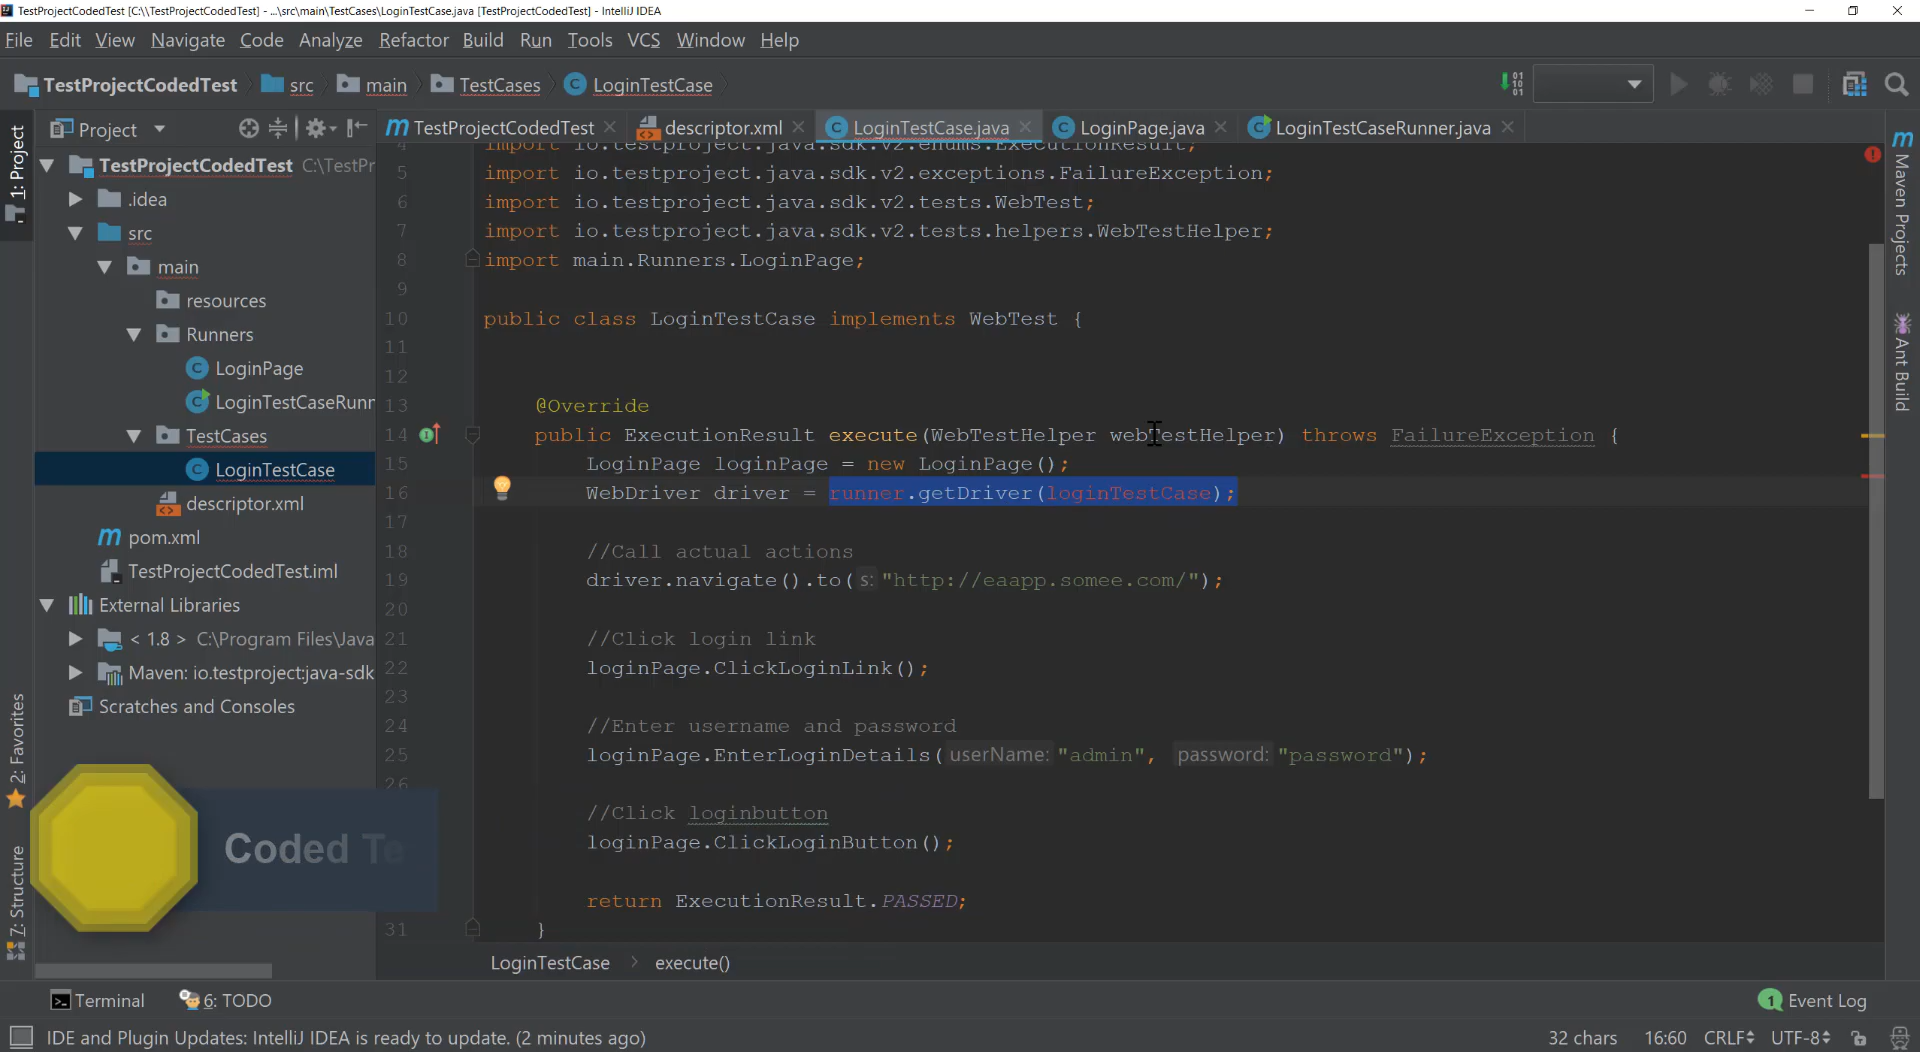 TestProjectCodedTest [C:\\TestProjectCodedTest] - ...\src\main\TestCases\LoginTestCase.java [TestProjectCodedTest] - IntelliJ IDEA
File Edit View Navigate Code Analyze Refactor Build Run Tools VCS Window Help
TestProjectCodedTest src main TestCases LoginTestCase
Project
TestProjectCodedTest descriptor.xml LoginTestCase.java LoginPage.java LoginTestCaseRunner.java
1: Project
2: Favorites
7: Structure
TestProjectCodedTest C:\TestPr
.idea
src
main
resources
Runners
LoginPage
LoginTestCaseRunr
TestCases
LoginTestCase
descriptor.xml
pom.xml
TestProjectCodedTest.iml
External Libraries
< 1.8 > C:\Program Files\Java
Maven: io.testproject:java-sdk
Scratches and Consoles
Coded Te
4 import io.testproject.java.sdk.v2.enums.ExecutionResult;
5 import io.testproject.java.sdk.v2.exceptions.FailureException;
6 import io.testproject.java.sdk.v2.tests.WebTest;
7 import io.testproject.java.sdk.v2.tests.helpers.WebTestHelper;
8 import main.Runners.LoginPage;
9
10 public class LoginTestCase implements WebTest {
11
12
13 @Override
14 public ExecutionResult execute(WebTestHelper webTestHelper) throws FailureException {
15 LoginPage loginPage = new LoginPage();
16 WebDriver driver = runner.getDriver(loginTestCase);
17
18 //Call actual actions
19 driver.navigate().to( s: "http://eaapp.somee.com/");
20
21 //Click login link
22 loginPage.ClickLoginLink();
23
24 //Enter username and password
25 loginPage.EnterLoginDetails( userName: "admin", password: "password");
26
//Click loginbutton
loginPage.ClickLoginButton();
return ExecutionResult.PASSED;
31 }
LoginTestCase execute()
Maven Projects
Ant Build
Terminal 6: TODO 1 Event Log
IDE and Plugin Updates: IntelliJ IDEA is ready to update. (2 minutes ago) 32 chars 16:60 CRLF UTF-8